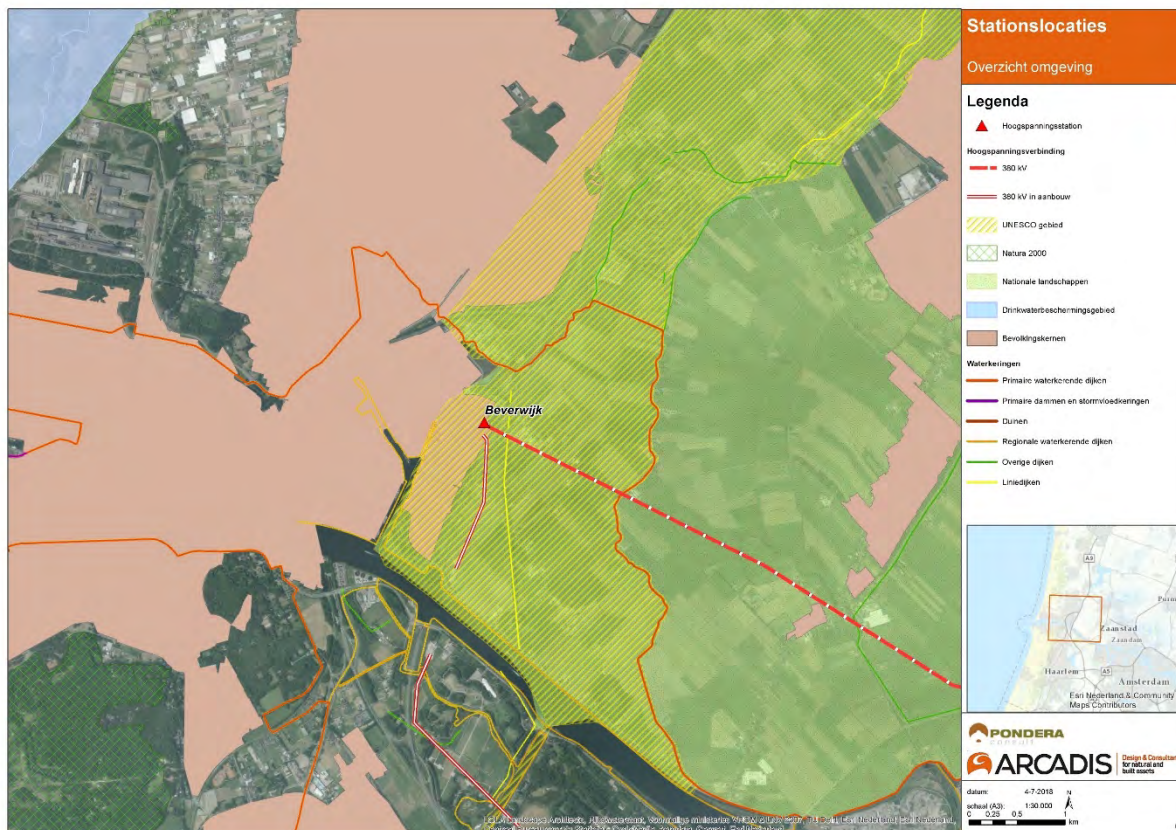 Stationslocaties
Overzicht omgeving
Legenda
Hoogspanningsstation
Hoogspanningsverbinding
380 kV
380 kV in aanbouw
UNESCO gebied
Natura 2000
Nationale landschappen
Drinkwaterbeschermingsgebied
Bevolkingskernen
Waterkeringen
Primaire waterkerende dijken
Primaire dammen en stormvloedkeringen
Duinen
Regionale waterkerende dijken
Overige dijken
Liniedijken
Beverwijk
A9
Zaanstad
Zaandam
Haarlem
A5
Amsterdam
Esri Nederland & Community
Maps Contributors
PONDERA
consult
ARCADIS
Design & Consultancy
for natural and
built assets
datum: 4-7-2018
N
schaal (A3): 1:30.000
0 0.25 0.5 1
km